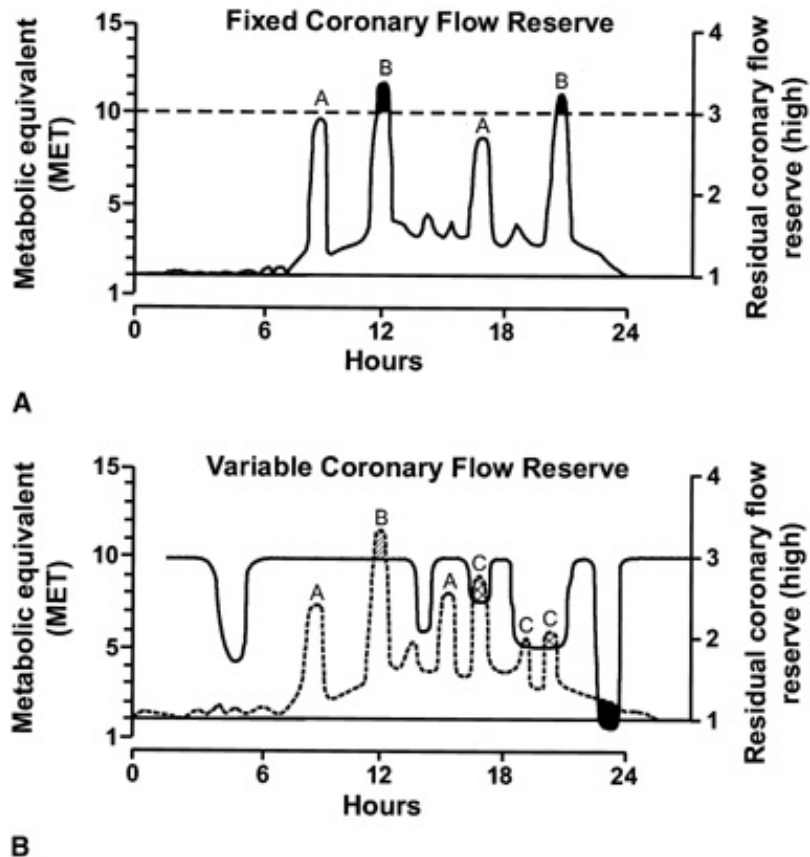 Fixed Coronary Flow Reserve
Metabolic equivalent
(MET)
15
10
5
1
A
B
A
B
4
3
2
1
Residual coronary flow
reserve (high)
0 6 12 18 24
Hours
A
Variable Coronary Flow Reserve
Metabolic equivalent
(MET)
15
10
5
1
A
B
A
C
C
C
4
3
2
1
Residual coronary flow
reserve (high)
0 6 12 18 24
Hours
B